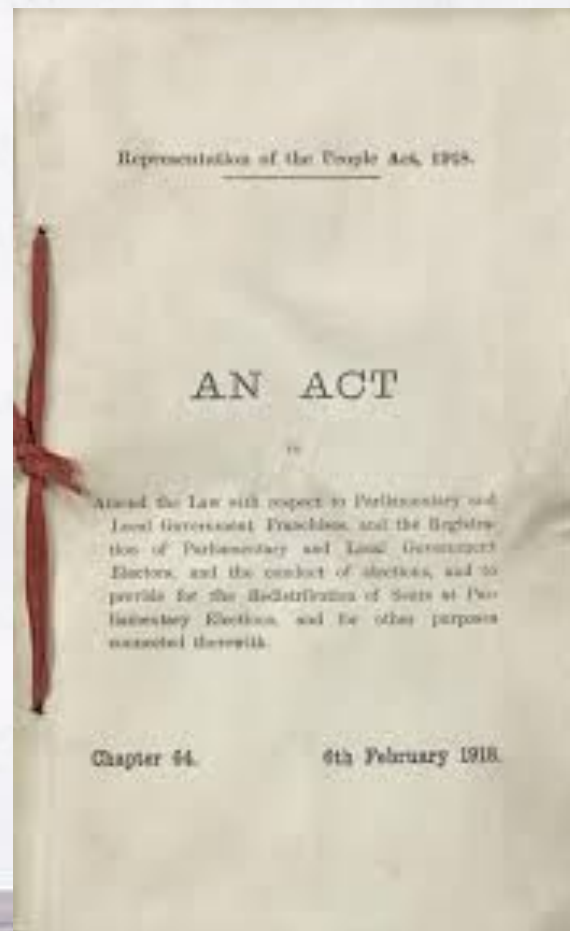 Representation of the People Act, 1918.
AN ACT
TO
Amend the Law with respect to Parliamentary and
Local Government Franchises, and the Registra-
tion of Parliamentary and Local Government
Electors, and the conduct of elections, and to
provide for the Redistribution of Seats at Par-
liamentary Elections, and for other purposes
connected therewith.
Chapter 64. 6th February 1918.